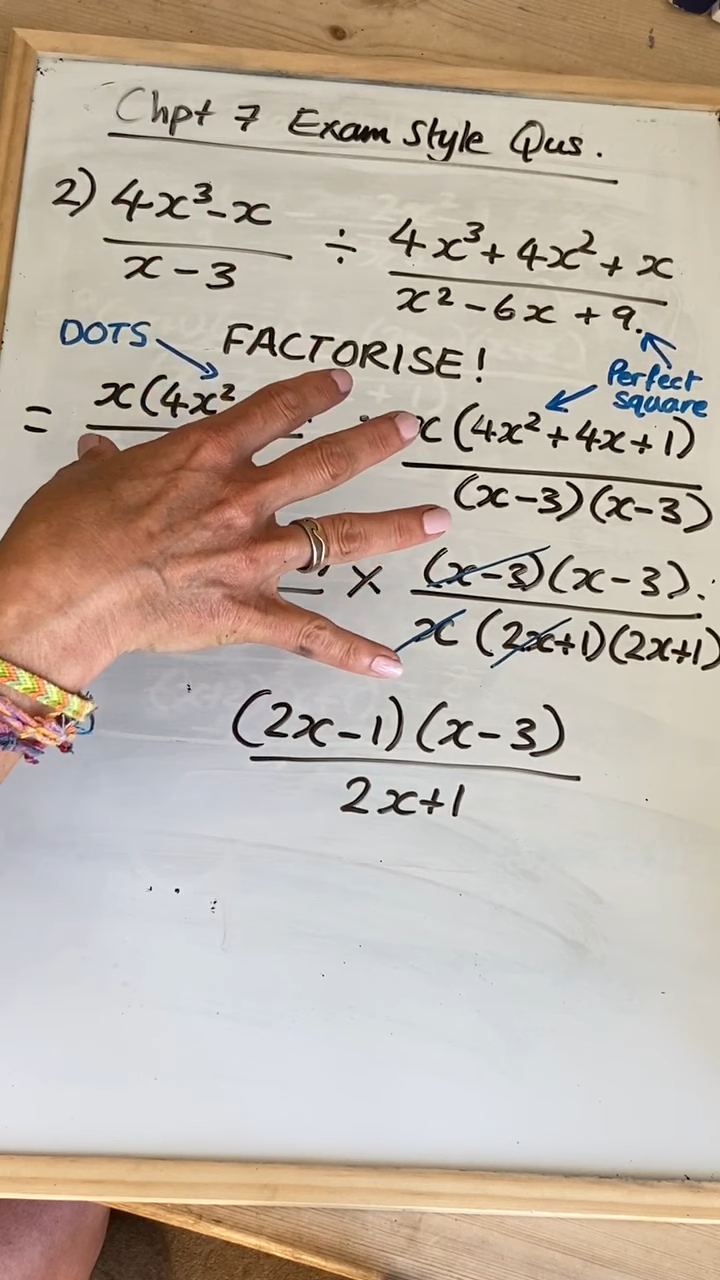 Chpt 7 Exam Style Qus.
2) 4x³-x / x-3 ÷ 4x³+4x²+x / x²-6x+9.
DOTS FACTORISE! Perfect square
= x(4x² x(4x²+4x+1) / (x-3)(x-3)
x (x-3)(x-3). / x(2x+1)(2x+1)
(2x-1)(x-3) / 2x+1